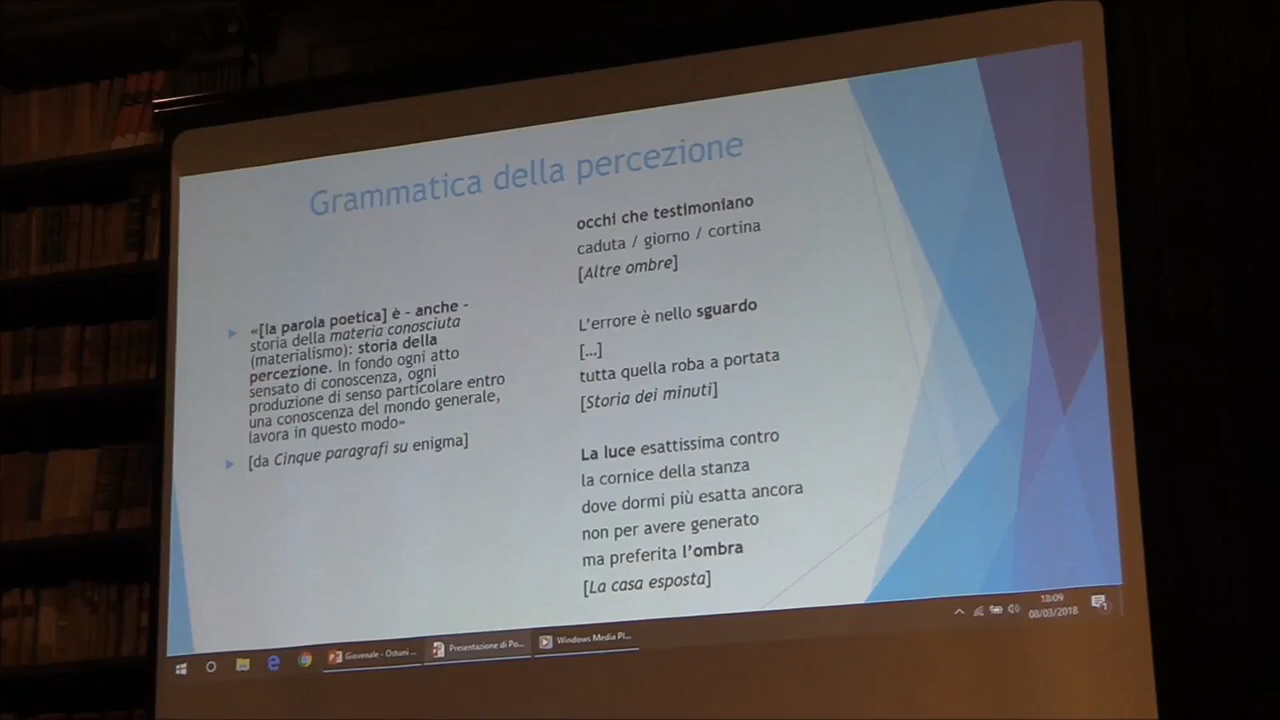 Grammatica della percezione
«[la parola poetica] è - anche -
storia della materia conosciuta
(materialismo): storia della
percezione. In fondo ogni atto
sensato di conoscenza, ogni
produzione di senso particolare entro
una conoscenza del mondo generale,
lavora in questo modo»
[da Cinque paragrafi su enigma]
occhi che testimoniano
caduta / giorno / cortina
[Altre ombre]
L'errore è nello sguardo
[...]
tutta quella roba a portata
[Storia dei minuti]
La luce esattissima contro
la cornice della stanza
dove dormi più esatta ancora
non per avere generato
ma preferita l'ombra
[La casa esposta]
Giovenale - Ostuni ...
Presentazione di Po...
Windows Media Pl...
18:09
08/03/2018
1